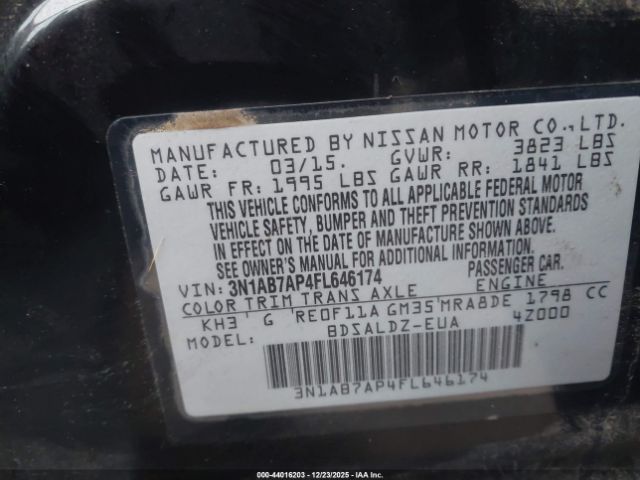 MANUFACTURED BY NISSAN MOTOR CO.,LTD.
DATE: 03/15. GVWR: 3823 LBS
GAWR FR: 1995 LBS GAWR RR: 1841 LBS
THIS VEHICLE CONFORMS TO ALL APPLICABLE FEDERAL MOTOR
VEHICLE SAFETY, BUMPER AND THEFT PREVENTION STANDARDS
IN EFFECT ON THE DATE OF MANUFACTURE SHOWN ABOVE.
SEE OWNER'S MANUAL FOR ADDITIONAL INFORMATION.
VIN: 3N1AB7AP4FL646174 PASSENGER CAR.
COLOR TRIM TRANS AXLE ENGINE
KH3 G RE0F11A GM35 MRA8DE 1798 CC
MODEL: BDSALDZ-EUA 4Z000
3N1AB7AP4FL646174
000-44016203 - 12/23/2025 - Copyright IAA, Inc.